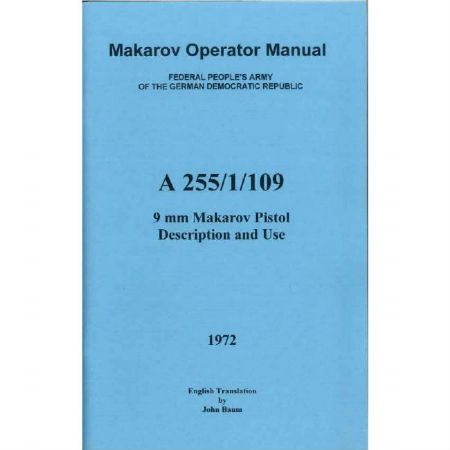 Makarov Operator Manual
FEDERAL PEOPLE'S ARMY
OF THE GERMAN DEMOCRATIC REPUBLIC
A 255/1/109
9 mm Makarov Pistol
Description and Use
1972
English Translation
by
John Baum